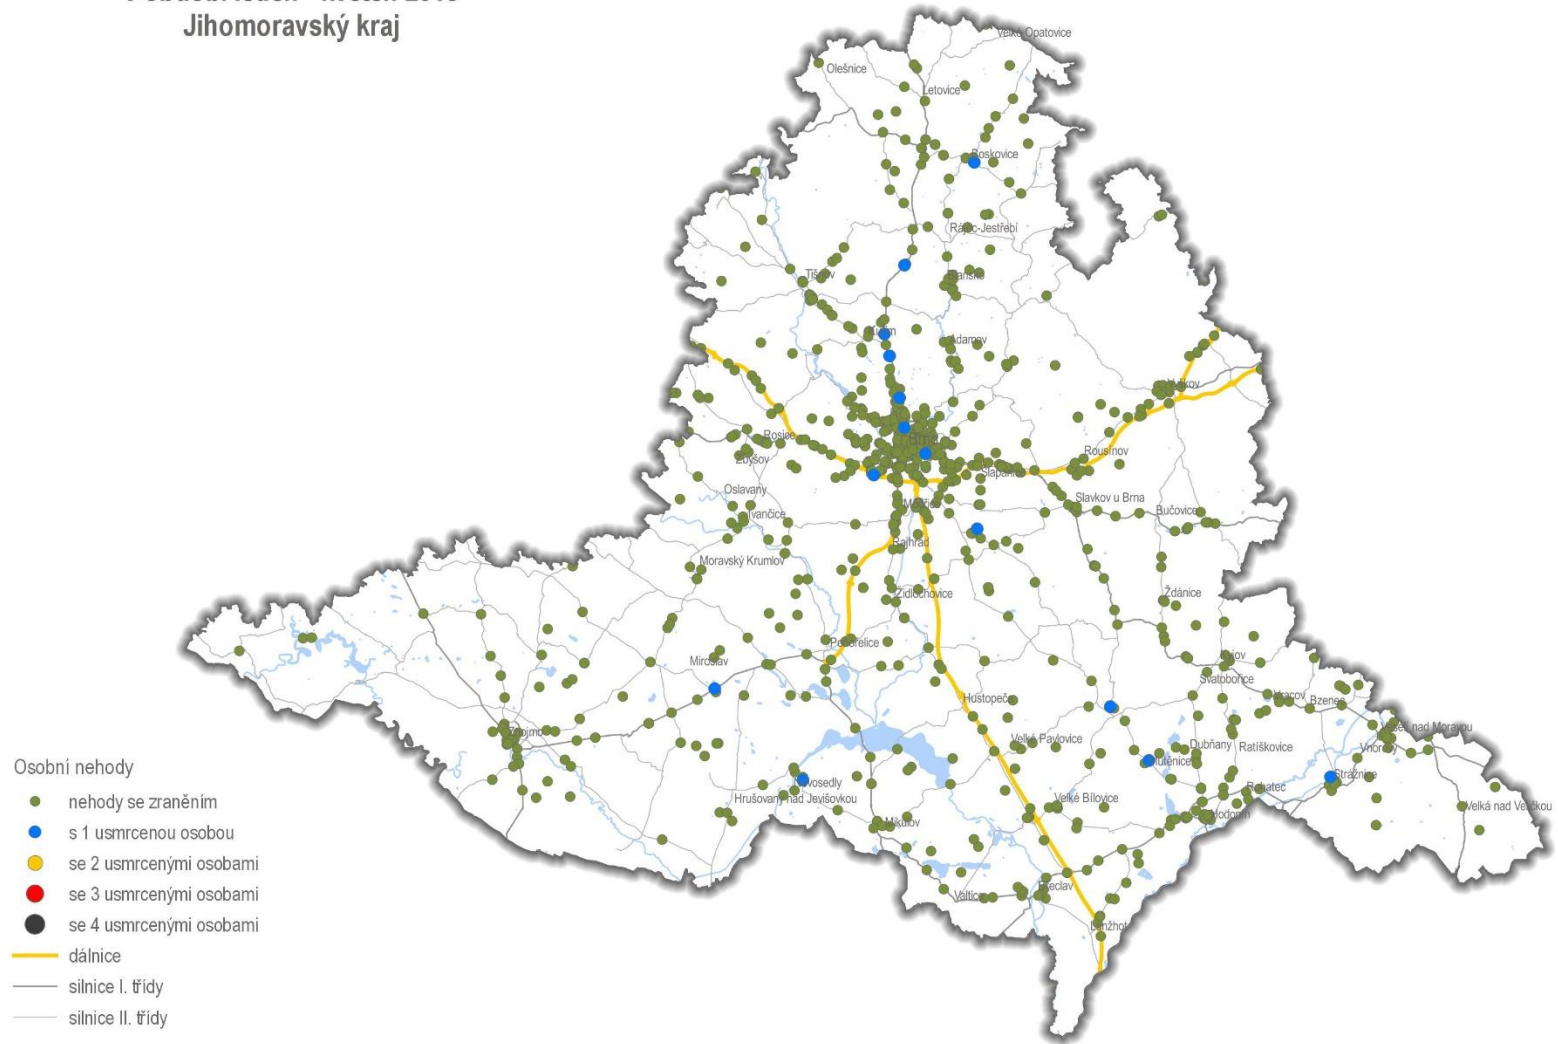 Jihomoravský kraj
Velké Opatovice
Olešnice
Letovice
Boskovice
Rájec-Jestřebí
Tišnov
Blansko
Kuřim
Adamov
Vyškov
Brno
Rosice
Zbýšov
Rousínov
Šlapanice
Oslavany
Slavkov u Brna
Ivančice
Modřice
Bučovice
Rajhrad
Moravský Krumlov
Židlochovice
Ždánice
Pohořelice
Miroslav
Kyjov
Svatobořice
Hustopeče
Vracov
Bzenec
Veselí nad Moravou
Znojmo
Velké Pavlovice
Dubňany
Ratíškovice
Vnorovy
Mutěnice
Strážnice
Novosedly
Hrušovany nad Jevišovkou
Rohatec
Velké Bílovice
Velká nad Veličkou
Hodonín
Mikulov
Břeclav
Valtice
Lanžhot
Osobní nehody
nehody se zraněním
s 1 usmrcenou osobou
se 2 usmrcenými osobami
se 3 usmrcenými osobami
se 4 usmrcenými osobami
dálnice
silnice I. třídy
silnice II. třídy